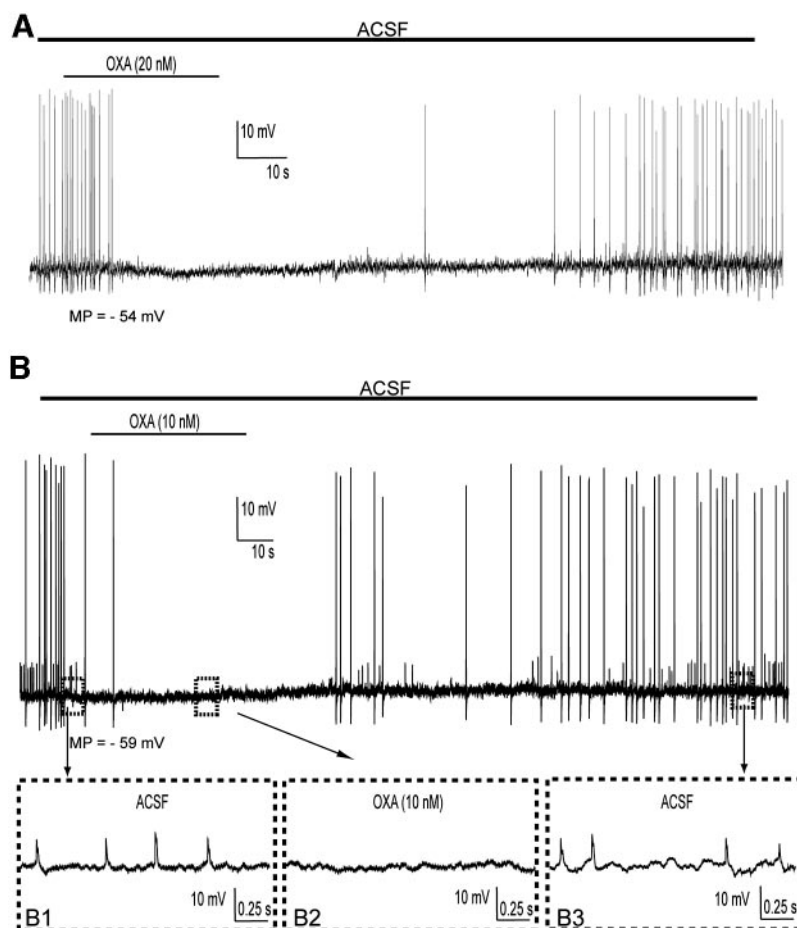 A
ACSF
OXA (20 nM)
10 mV
10 s
MP = - 54 mV
B
ACSF
OXA (10 nM)
10 mV
10 s
MP = - 59 mV
ACSF
OXA (10 nM)
ACSF
10 mV
0.25 s
10 mV
0.25 s
10 mV
0.25 s
B1
B2
B3